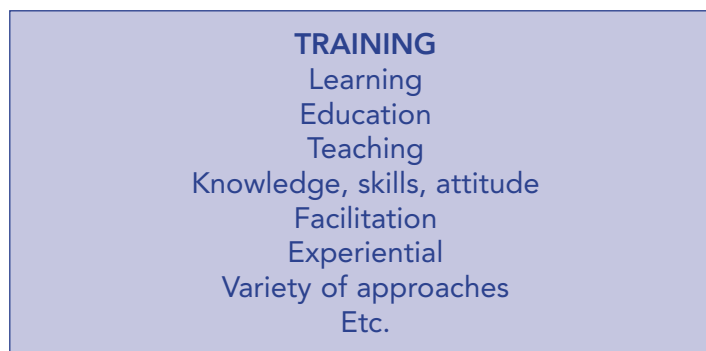 TRAINING
Learning
Education
Teaching
Knowledge, skills, attitude
Facilitation
Experiential
Variety of approaches
Etc.